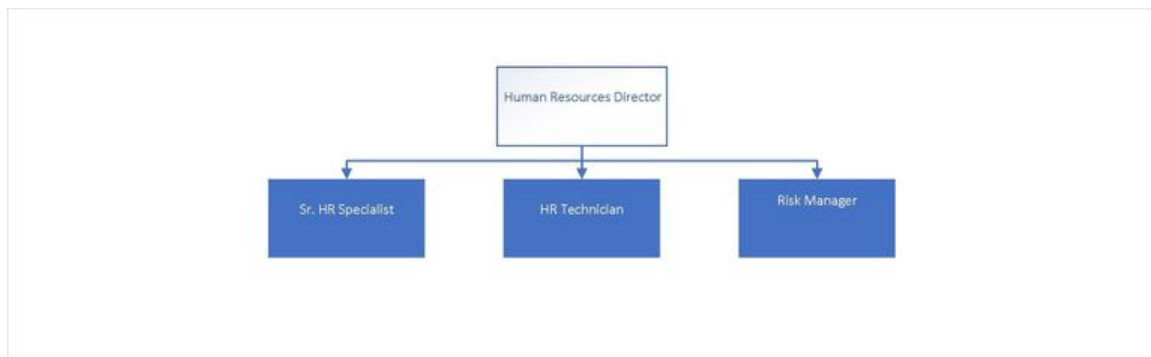 Human Resources Director
Sr. HR Specialist
HR Technician
Risk Manager